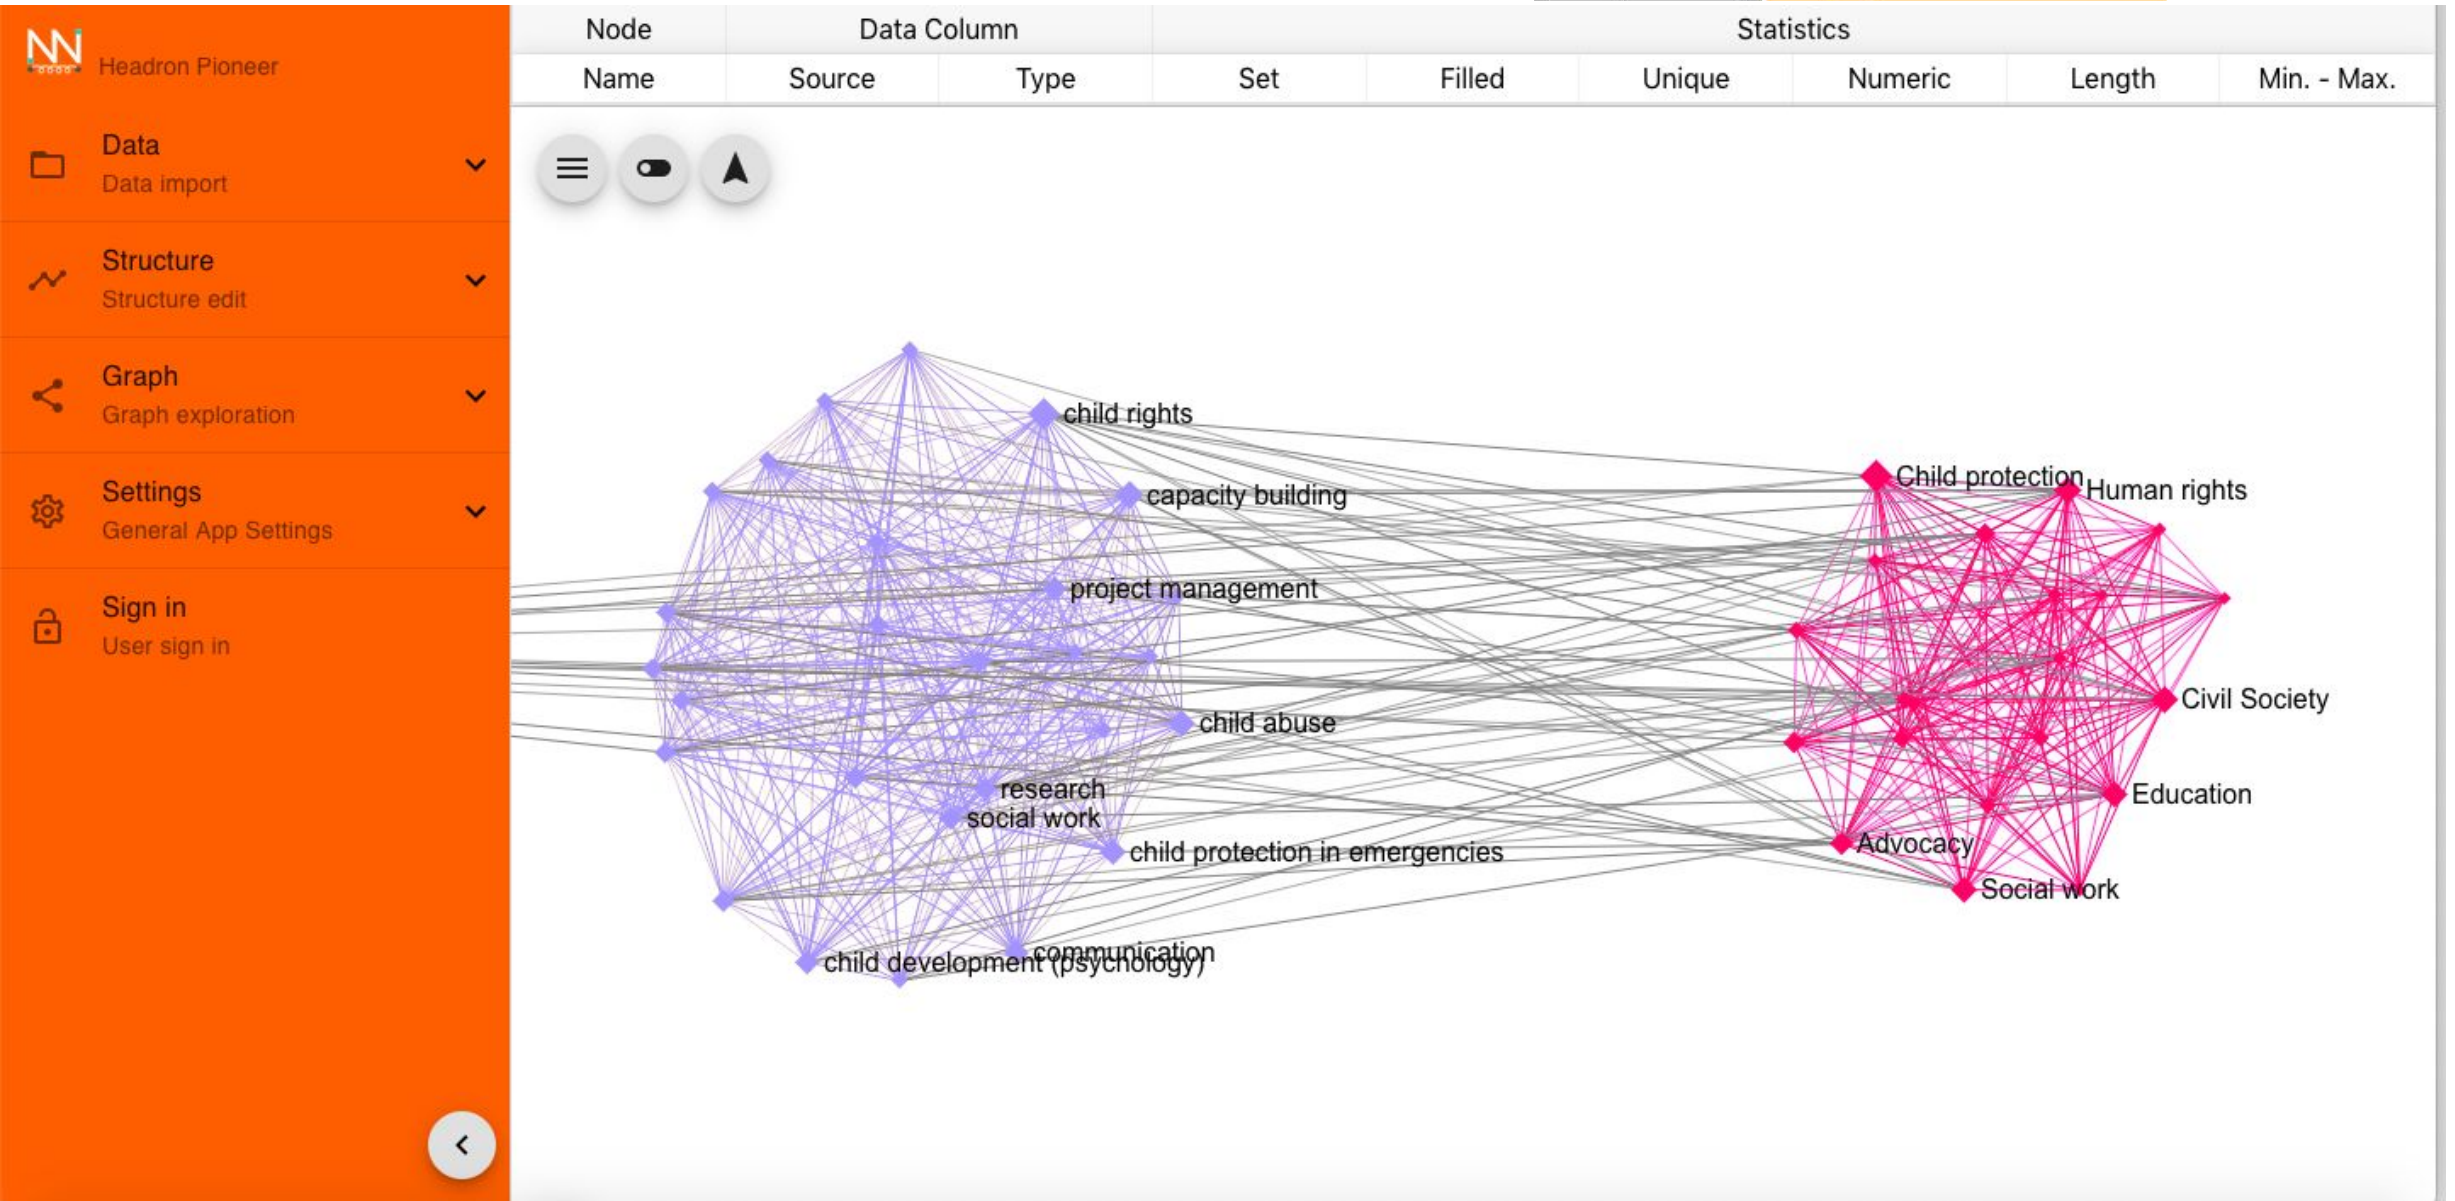 NN
Headron Pioneer
Data
Data import
Structure
Structure edit
Graph
Graph exploration
Settings
General App Settings
Sign in
User sign in
Node Data Column Statistics
Name Source Type Set Filled Unique Numeric Length Min. - Max.
child rights
Child protection
Human rights
capacity building
project management
Civil Society
child abuse
research
Education
social work
Advocacy
child protection in emergencies
Social work
communication
child development (psychology)